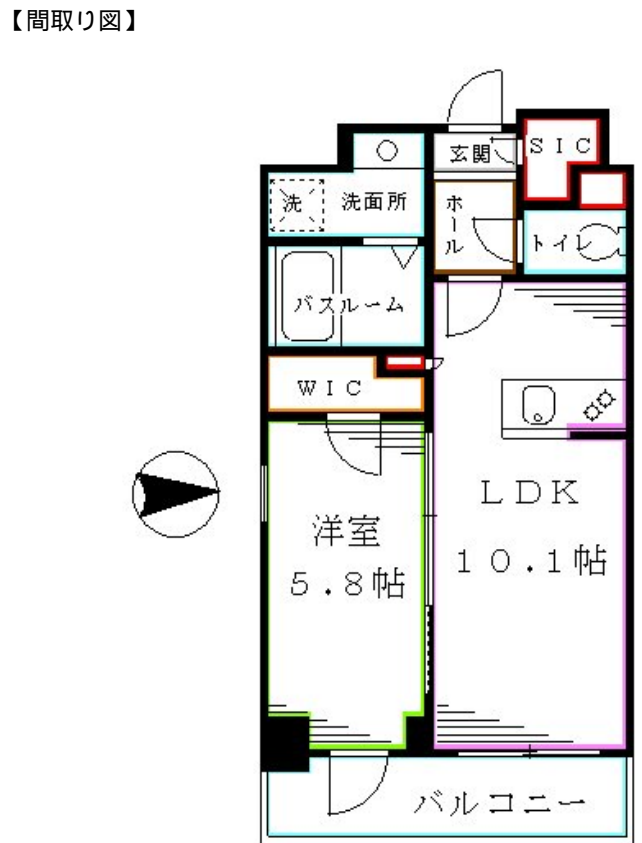 【間取り図】
玄関
SIC
洗
洗面所
ホール
トイレ
バスルーム
WIC
LDK
10.1帖
洋室
5.8帖
バルコニー